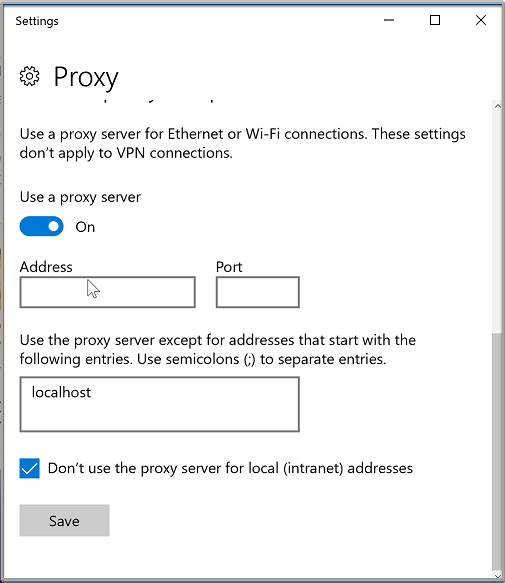 Settings
Proxy
Use a proxy server for Ethernet or Wi-Fi connections. These settings
don't apply to VPN connections.
Use a proxy server
On
Address Port
Use the proxy server except for addresses that start with the
following entries. Use semicolons (;) to separate entries.
localhost
Don't use the proxy server for local (intranet) addresses
Save